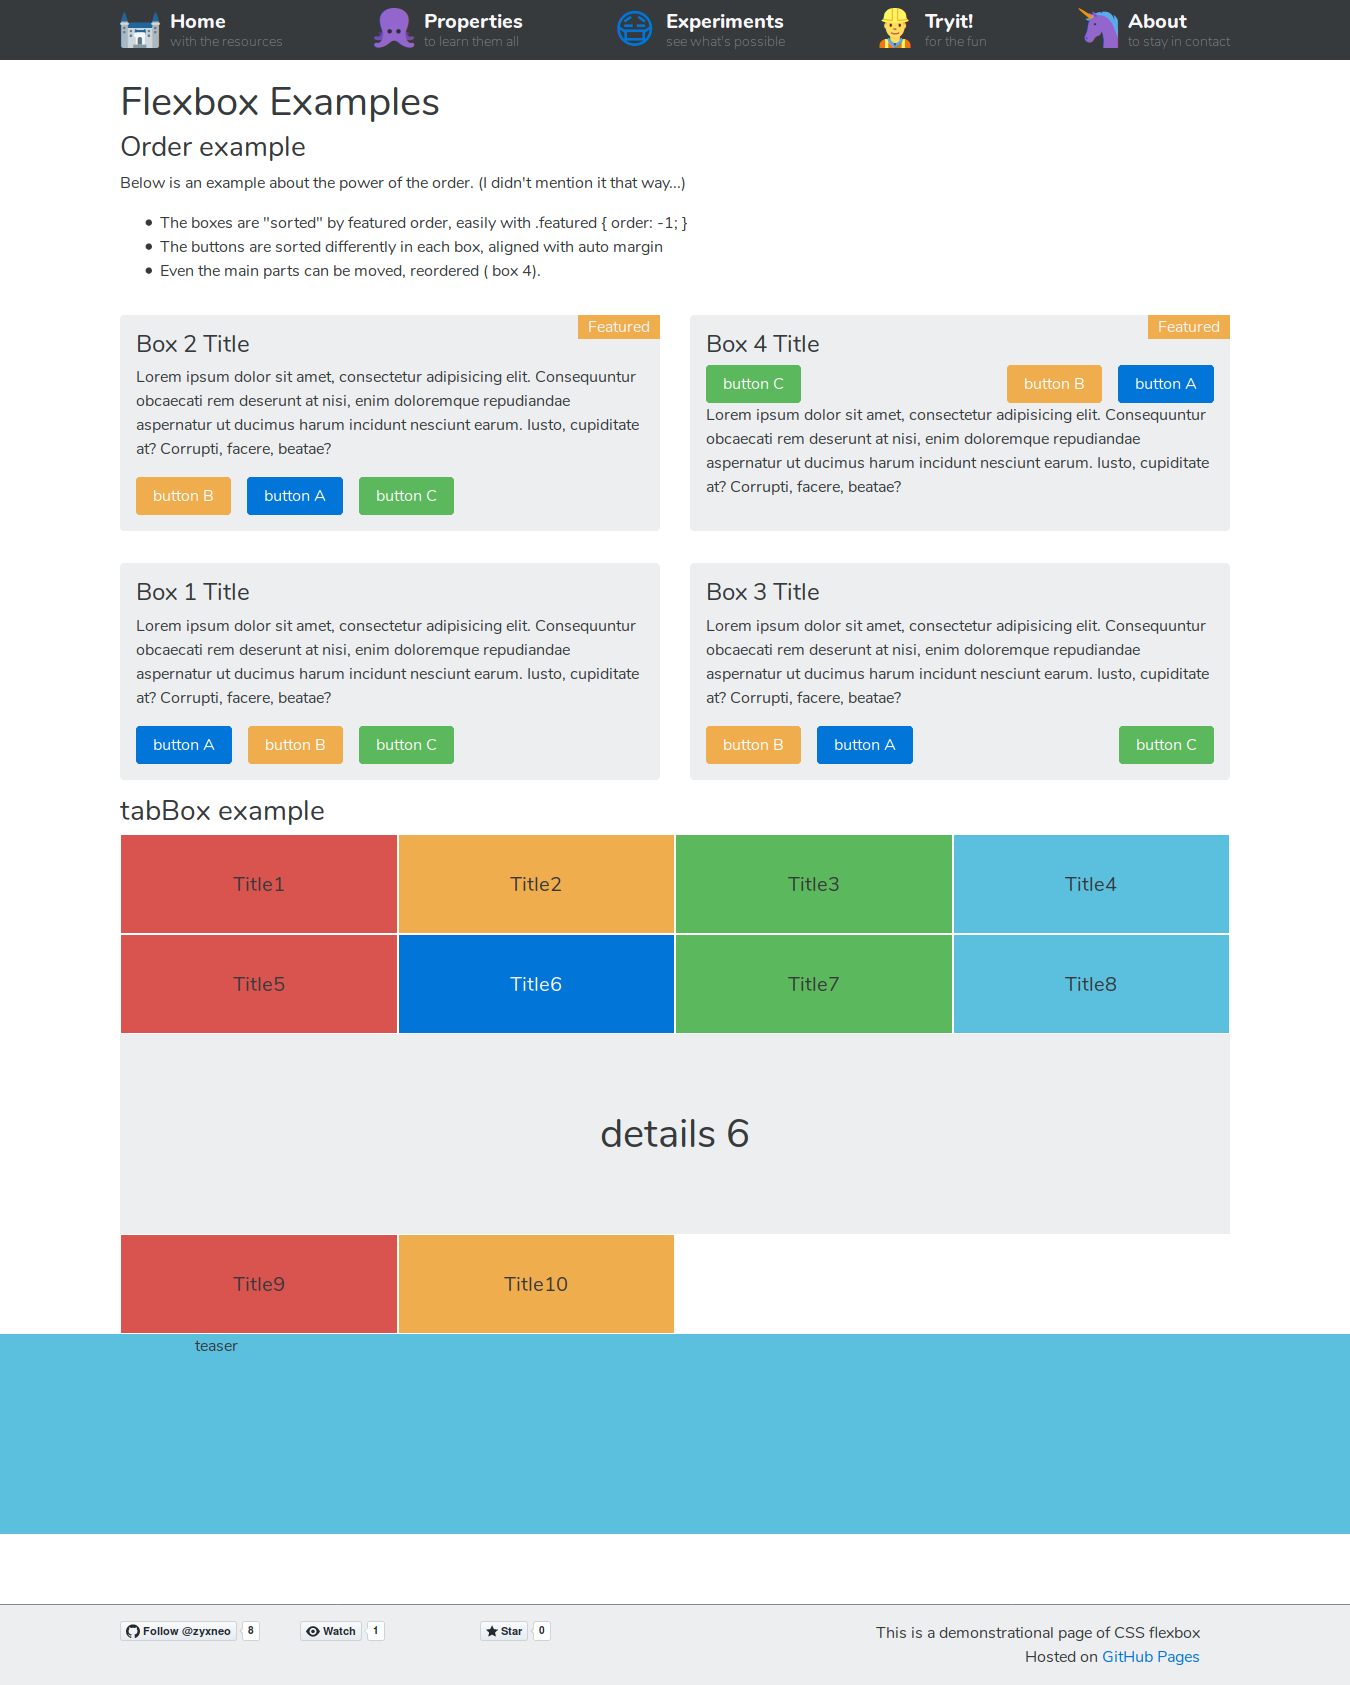 Home
with the resources
Properties
to learn them all
Experiments
see what's possible
Tryit!
for the fun
About
to stay in contact
Flexbox Examples
Order example
Below is an example about the power of the order. (I didn't mention it that way...)
The boxes are "sorted" by featured order, easily with .featured { order: -1; }
The buttons are sorted differently in each box, aligned with auto margin
Even the main parts can be moved, reordered ( box 4).
Featured
Box 2 Title
Lorem ipsum dolor sit amet, consectetur adipisicing elit. Consequuntur
obcaecati rem deserunt at nisi, enim doloremque repudiandae
aspernatur ut ducimus harum incidunt nesciunt earum. Iusto, cupiditate
at? Corrupti, facere, beatae?
button B button A button C
Featured
Box 4 Title
button C button B button A
Lorem ipsum dolor sit amet, consectetur adipisicing elit. Consequuntur
obcaecati rem deserunt at nisi, enim doloremque repudiandae
aspernatur ut ducimus harum incidunt nesciunt earum. Iusto, cupiditate
at? Corrupti, facere, beatae?
Box 1 Title
Lorem ipsum dolor sit amet, consectetur adipisicing elit. Consequuntur
obcaecati rem deserunt at nisi, enim doloremque repudiandae
aspernatur ut ducimus harum incidunt nesciunt earum. Iusto, cupiditate
at? Corrupti, facere, beatae?
button A button B button C
Box 3 Title
Lorem ipsum dolor sit amet, consectetur adipisicing elit. Consequuntur
obcaecati rem deserunt at nisi, enim doloremque repudiandae
aspernatur ut ducimus harum incidunt nesciunt earum. Iusto, cupiditate
at? Corrupti, facere, beatae?
button B button A button C
tabBox example
Title1 Title2 Title3 Title4
Title5 Title6 Title7 Title8
details 6
Title9 Title10
teaser
Follow @zyxneo 8 Watch 1 Star 0
This is a demonstrational page of CSS flexbox
Hosted on GitHub Pages